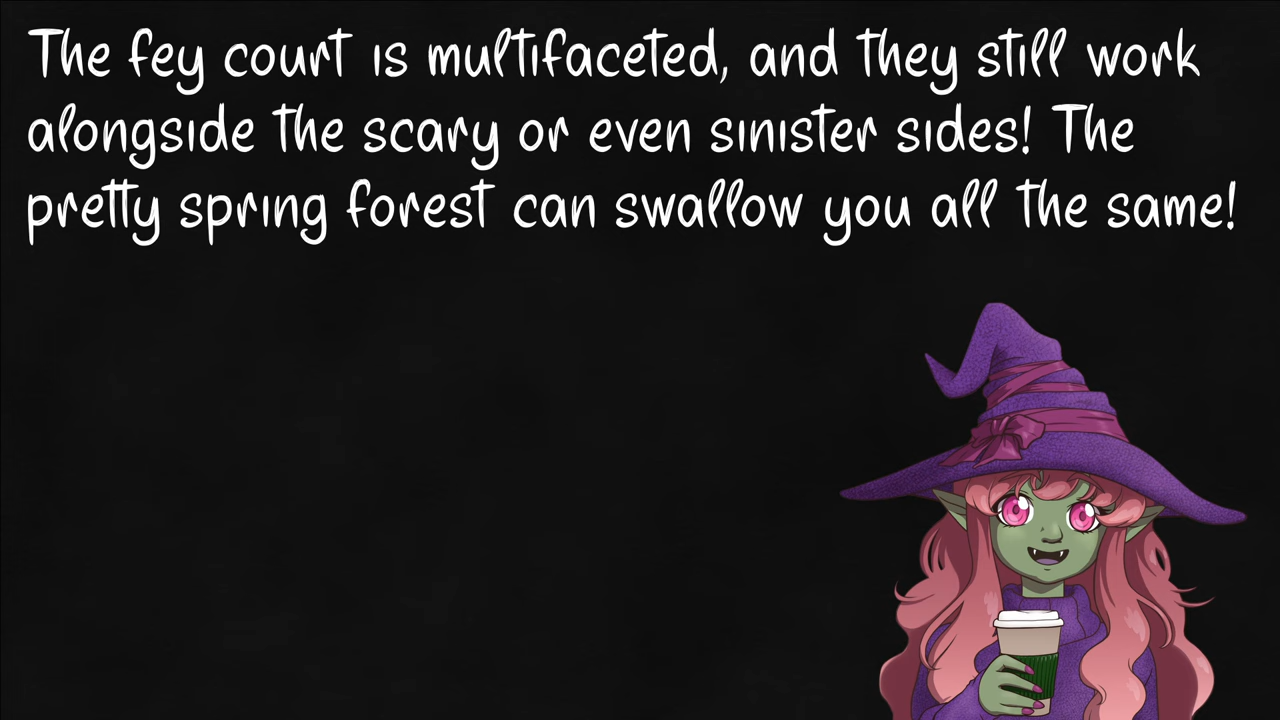 The fey court is multifaceted, and they still work
alongside the scary or even sinister sides! The
pretty spring forest can swallow you all the same!